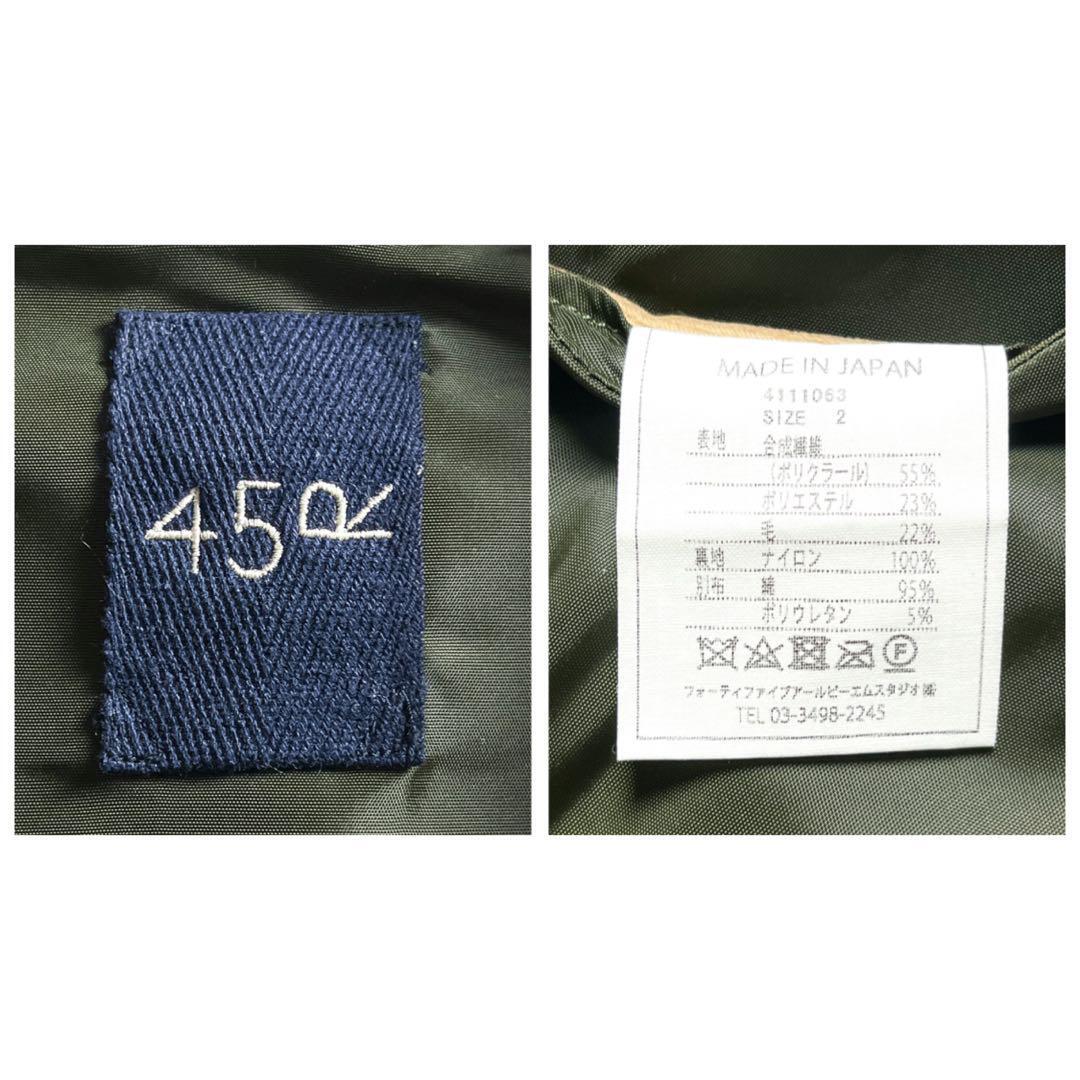 45R
MADE IN JAPAN
4111063
SIZE 2
表地 合成繊維
(ポリクラール) 55%
ポリエステル 23%
毛 22%
裏地 ナイロン 100%
別布 綿 95%
ポリウレタン 5%
F
フォーティファイブアールピーエムスタジオ㈱
TEL 03-3498-2245